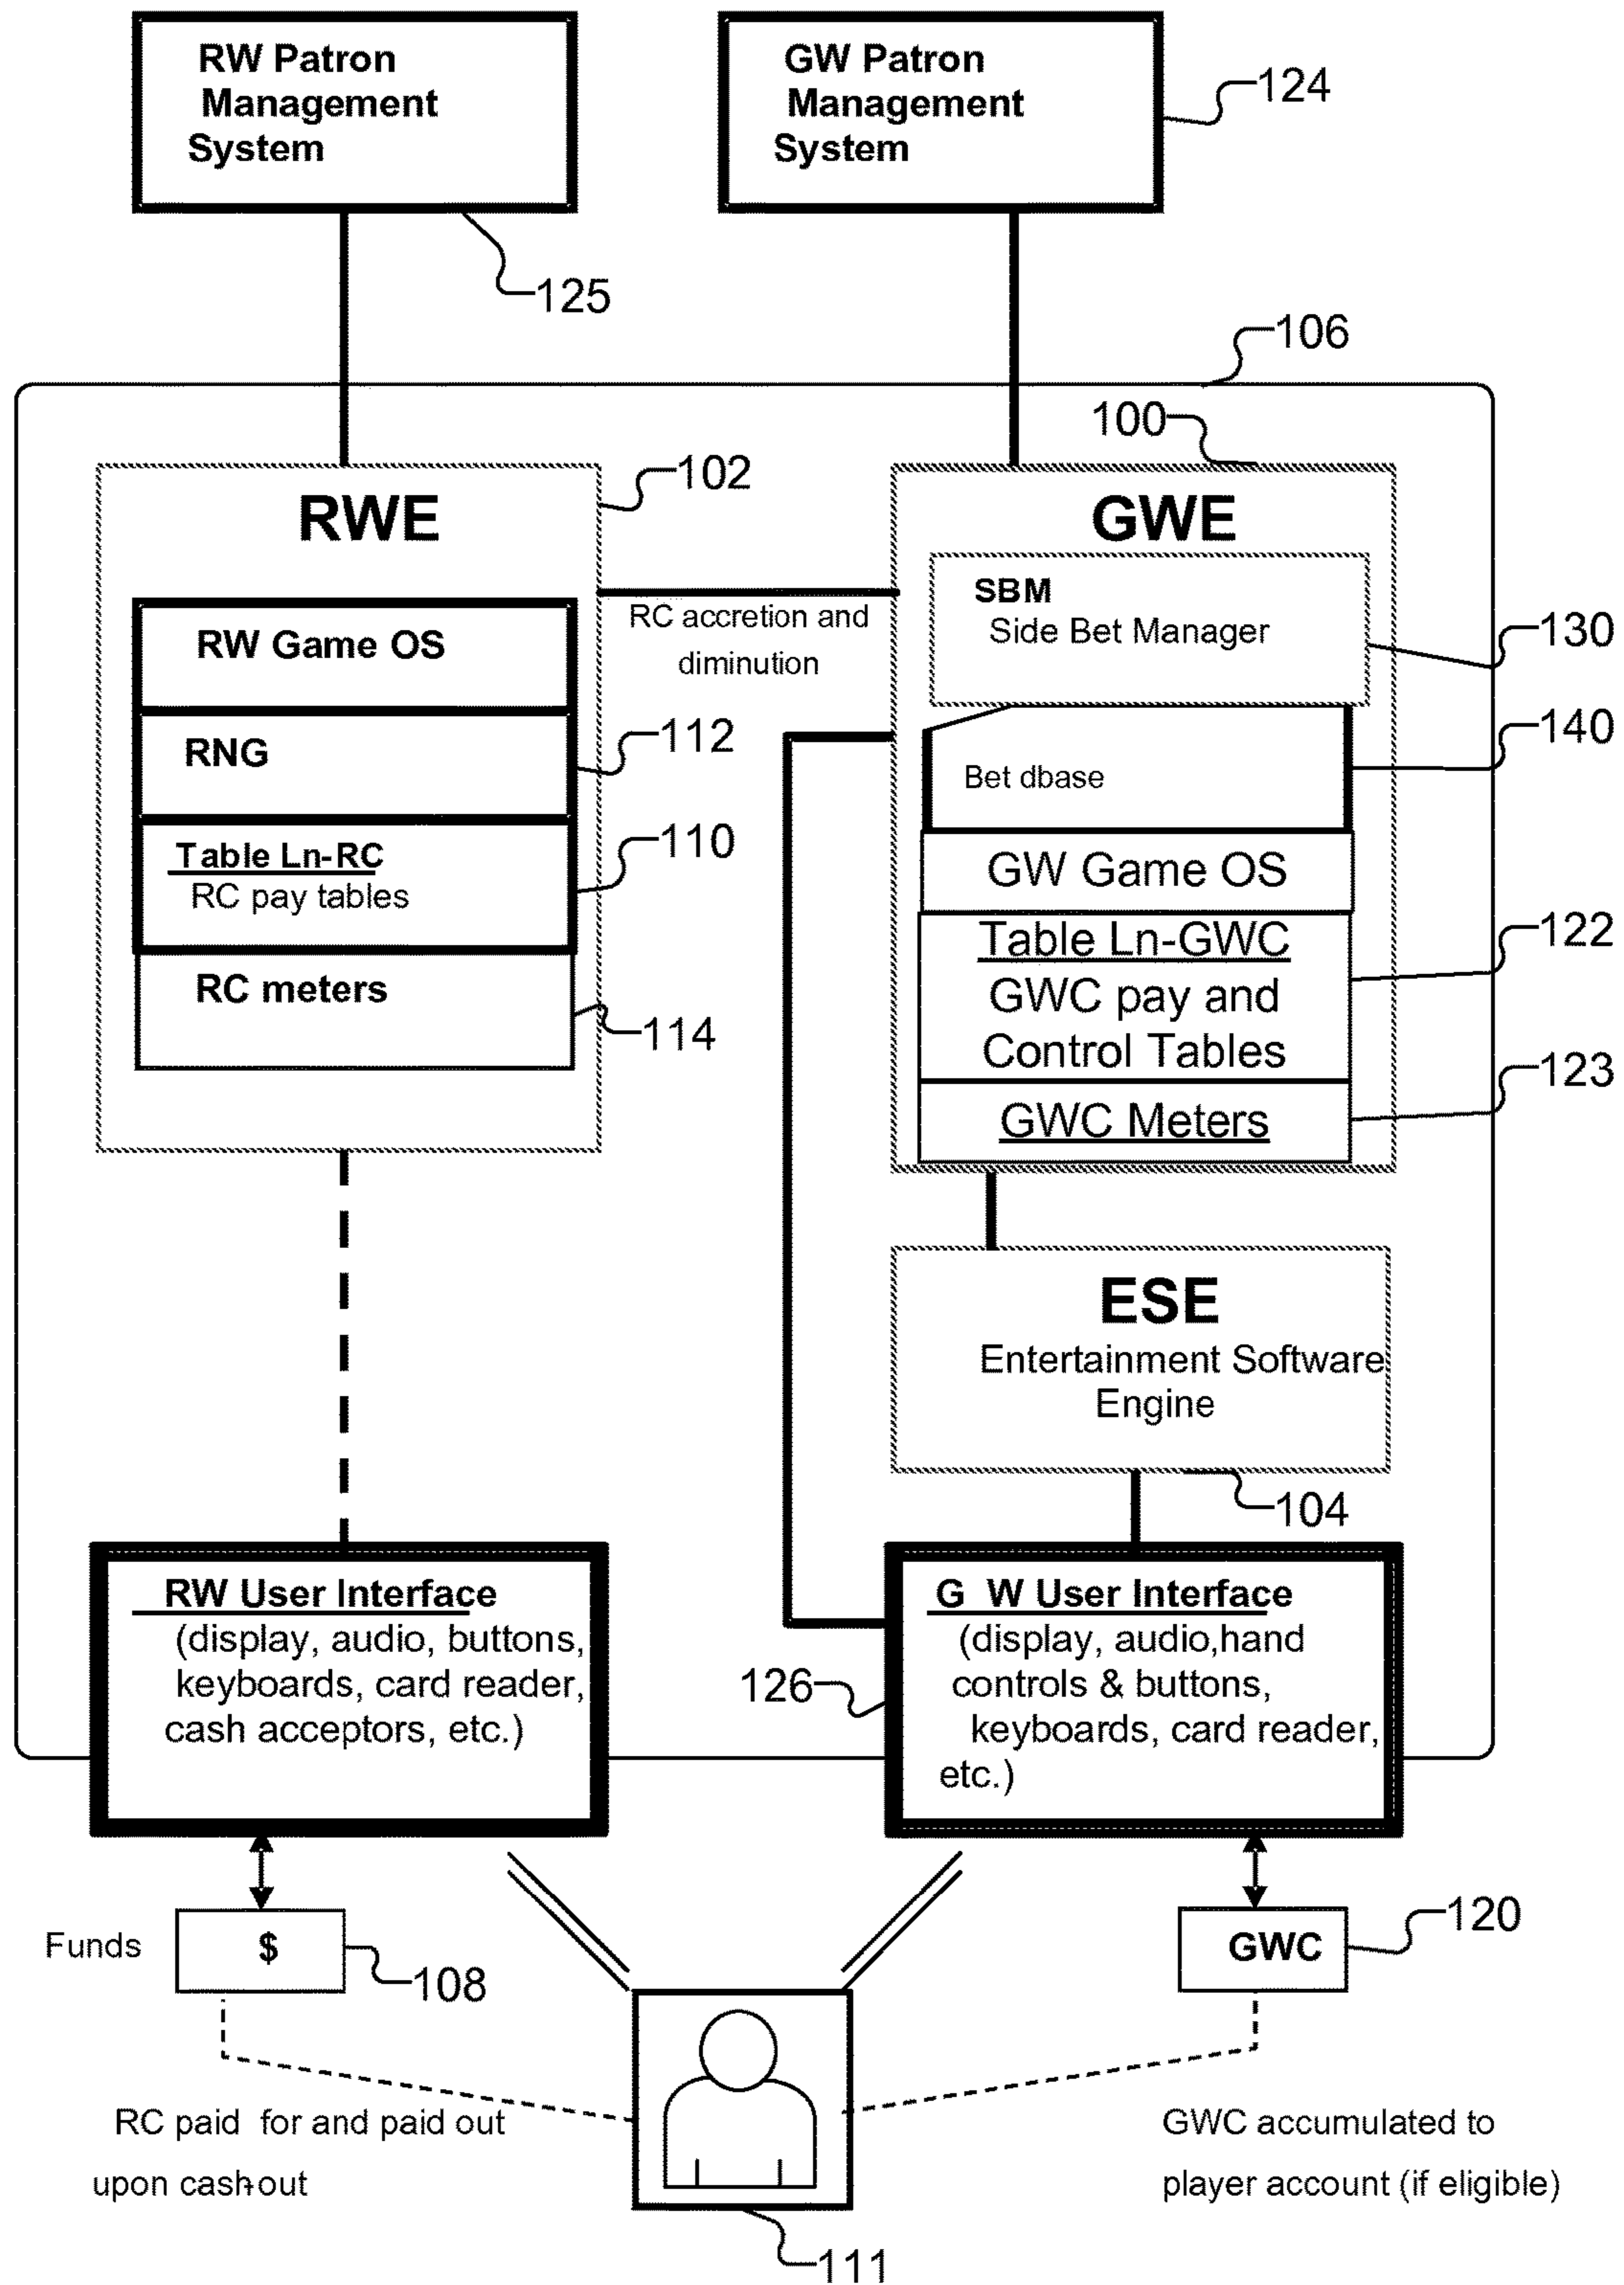 RW Patron
Management
System
GW Patron
Management
System
124
125
106
100
102
RWE
GWE
RW Game OS
RNG
112
Table Ln-RC
RC pay tables
110
RC meters
114
RC accretion and
diminution
SBM
Side Bet Manager
130
140
Bet dbase
GW Game OS
Table Ln-GWC
GWC pay and
Control Tables
122
123
GWC Meters
ESE
Entertainment Software
Engine
104
RW User Interface
(display, audio, buttons,
keyboards, card reader,
cash acceptors, etc.)
G W User Interface
(display, audio,hand
controls & buttons,
keyboards, card reader,
etc.)
126
Funds
$
108
GWC
120
RC paid for and paid out
upon cash-out
GWC accumulated to
player account (if eligible)
111